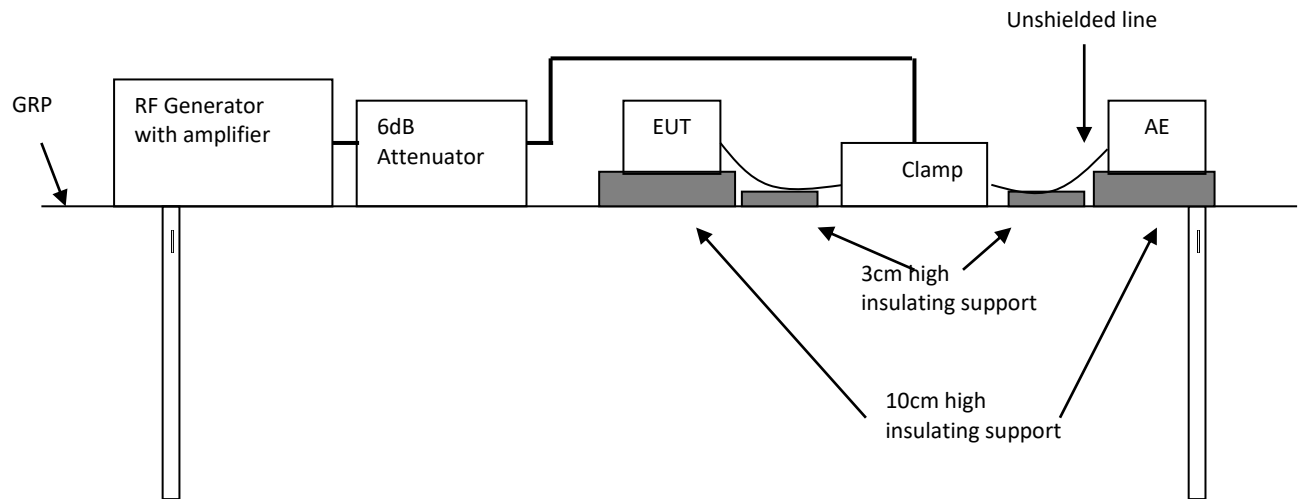 Unshielded line
GRP
RF Generator
with amplifier
6dB
Attenuator
EUT
Clamp
AE
3cm high
insulating support
10cm high
insulating support